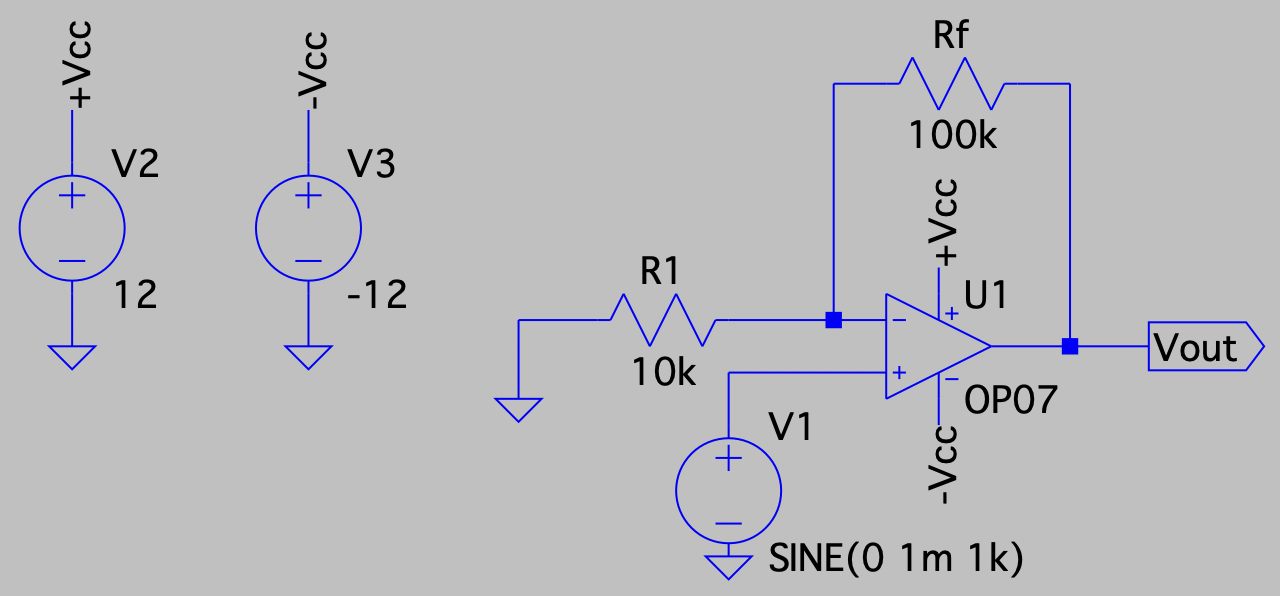 +Vcc
V2
12
-Vcc
V3
-12
Rf
100k
R1
10k
+Vcc
U1
OP07
-Vcc
Vout
V1
SINE(0 1m 1k)